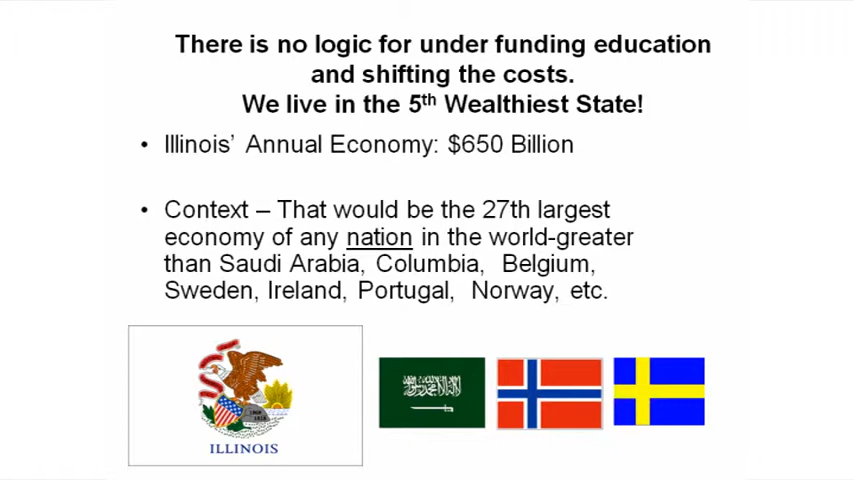 There is no logic for under funding education
and shifting the costs.
We live in the 5th Wealthiest State!
• Illinois’ Annual Economy: $650 Billion
• Context – That would be the 27th largest
economy of any nation in the world-greater
than Saudi Arabia, Columbia, Belgium,
Sweden, Ireland, Portugal, Norway, etc.
ILLINOIS